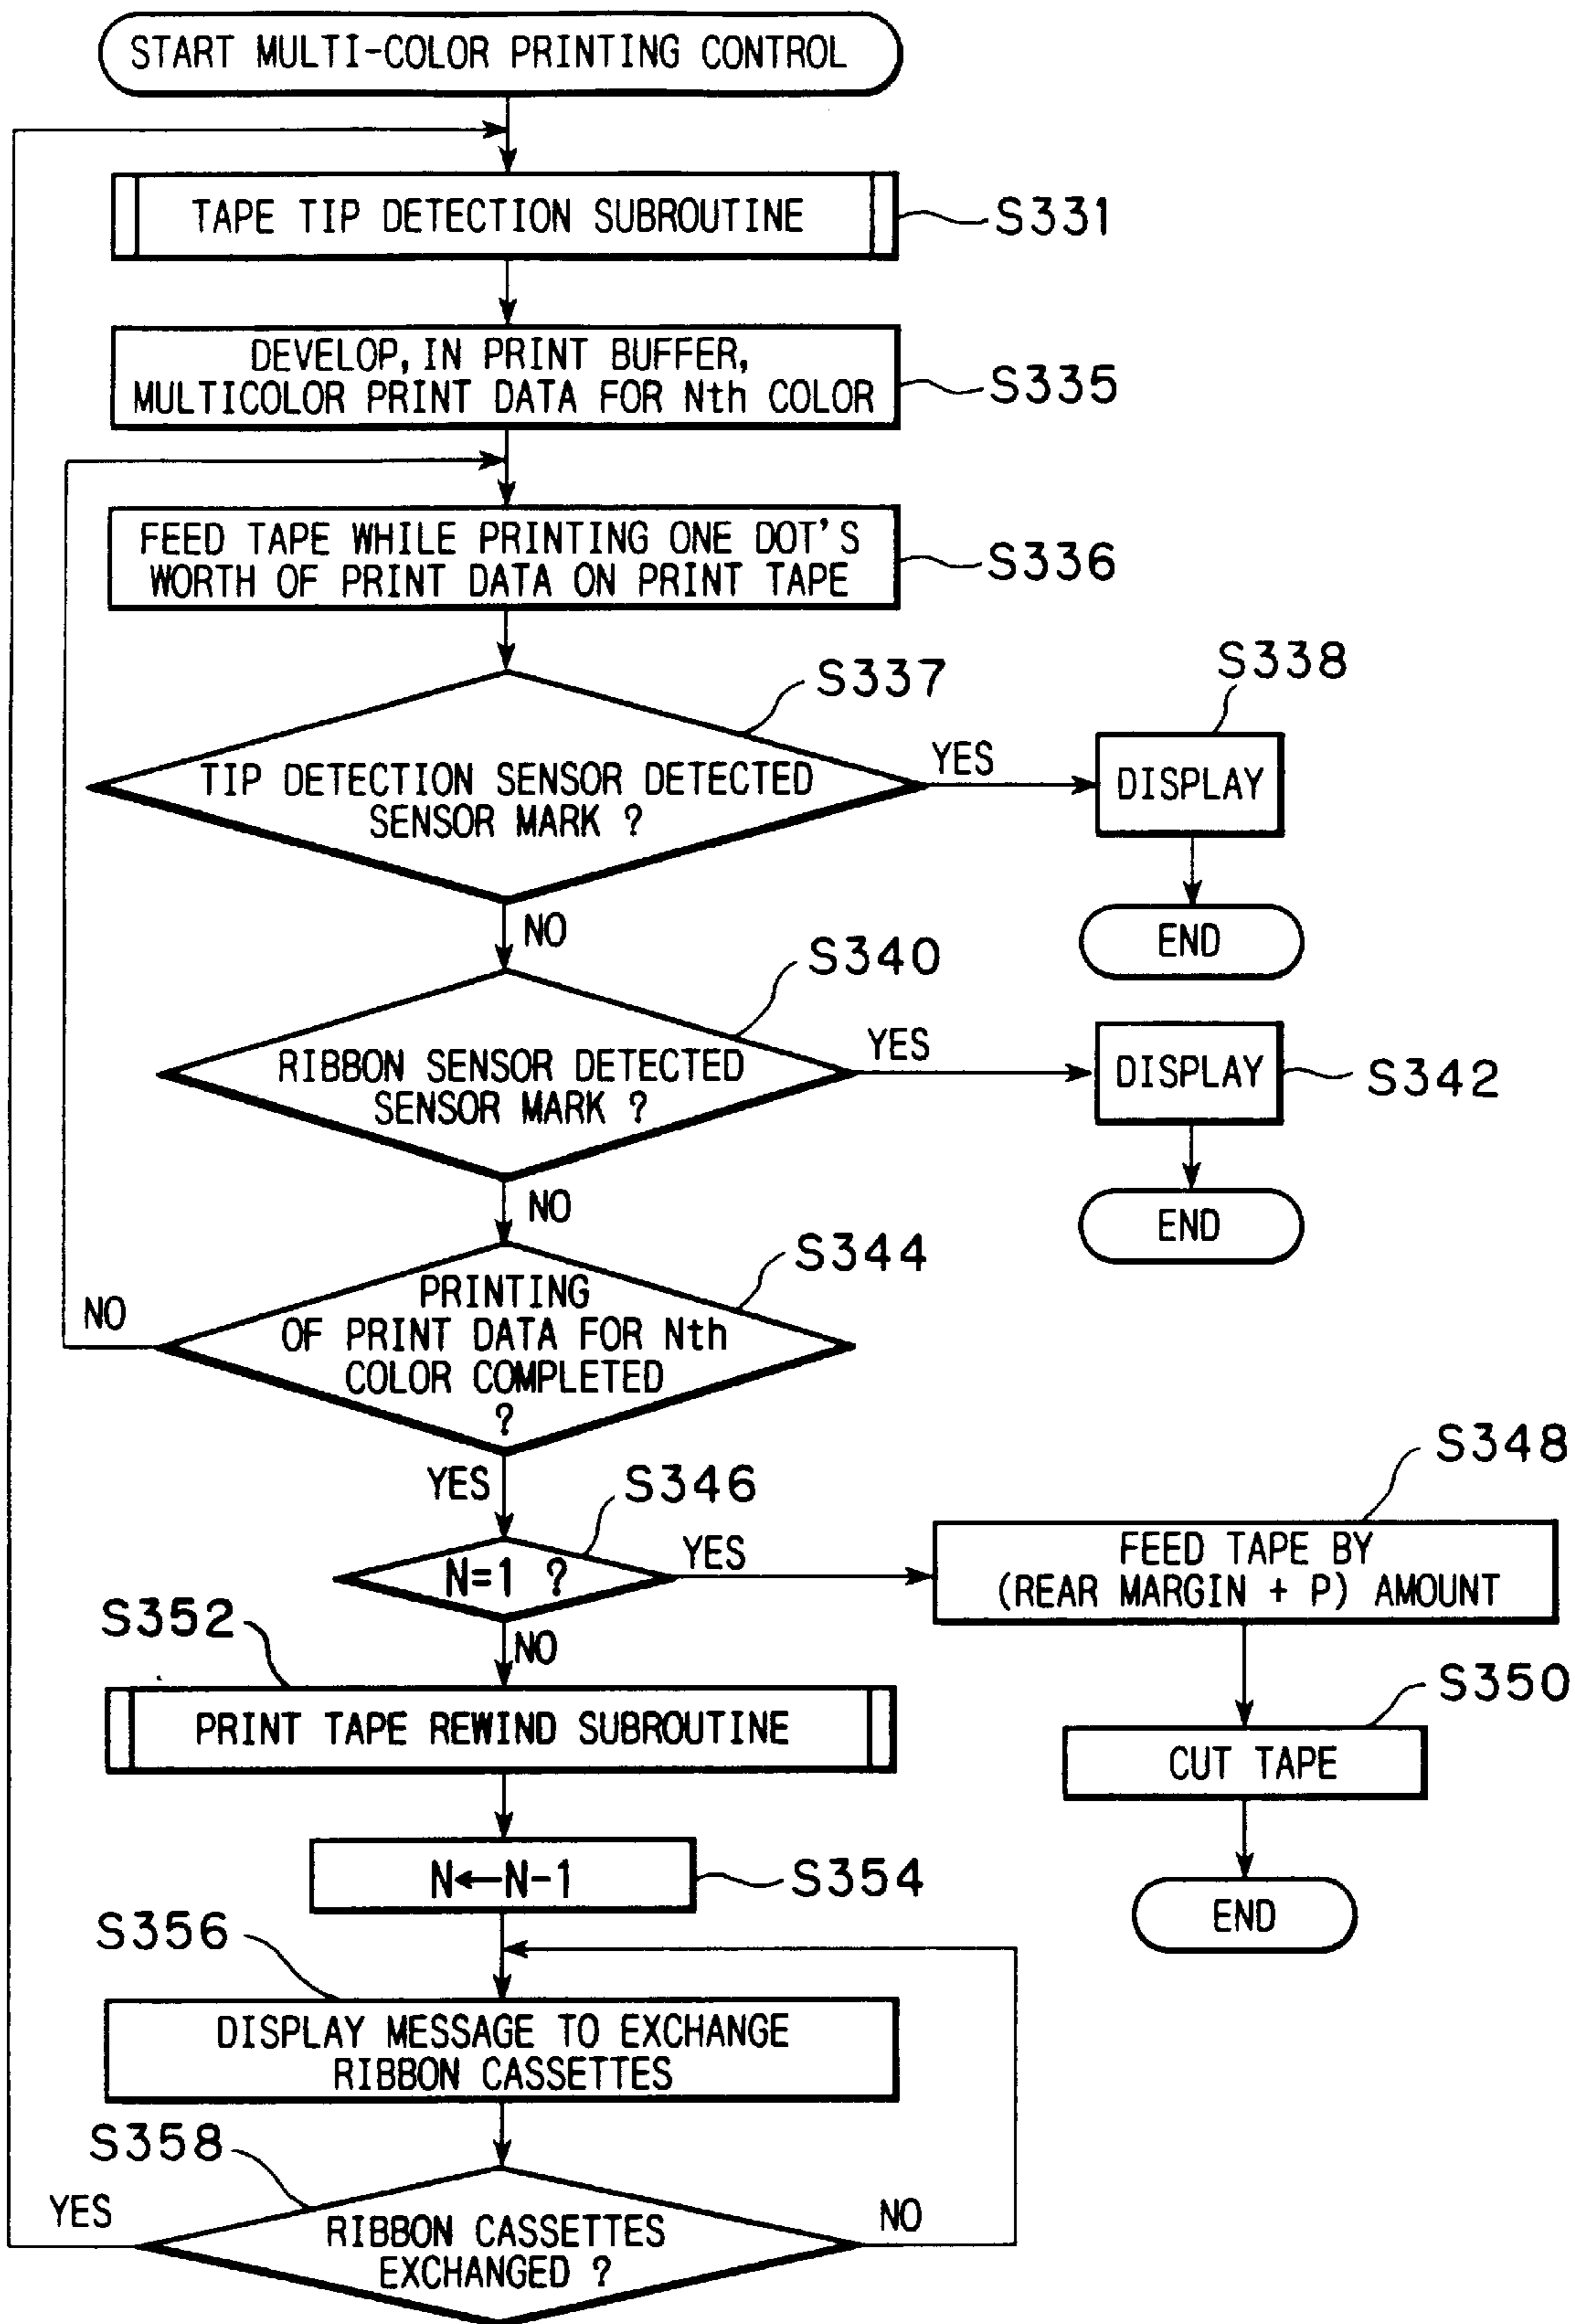 START MULTI-COLOR PRINTING CONTROL
TAPE TIP DETECTION SUBROUTINE
S331
DEVELOP, IN PRINT BUFFER,
MULTICOLOR PRINT DATA FOR Nth COLOR
S335
FEED TAPE WHILE PRINTING ONE DOT'S
WORTH OF PRINT DATA ON PRINT TAPE
S336
S337
TIP DETECTION SENSOR DETECTED
SENSOR MARK ?
YES
S338
DISPLAY
END
NO
S340
RIBBON SENSOR DETECTED
SENSOR MARK ?
YES
DISPLAY
S342
END
NO
S344
PRINTING
OF PRINT DATA FOR Nth
COLOR COMPLETED
?
NO
YES
S346
N=1 ?
YES
S348
FEED TAPE BY
(REAR MARGIN + P) AMOUNT
S350
CUT TAPE
END
NO
S352
PRINT TAPE REWIND SUBROUTINE
N←N-1
S354
S356
DISPLAY MESSAGE TO EXCHANGE
RIBBON CASSETTES
S358
RIBBON CASSETTES
EXCHANGED ?
YES
NO